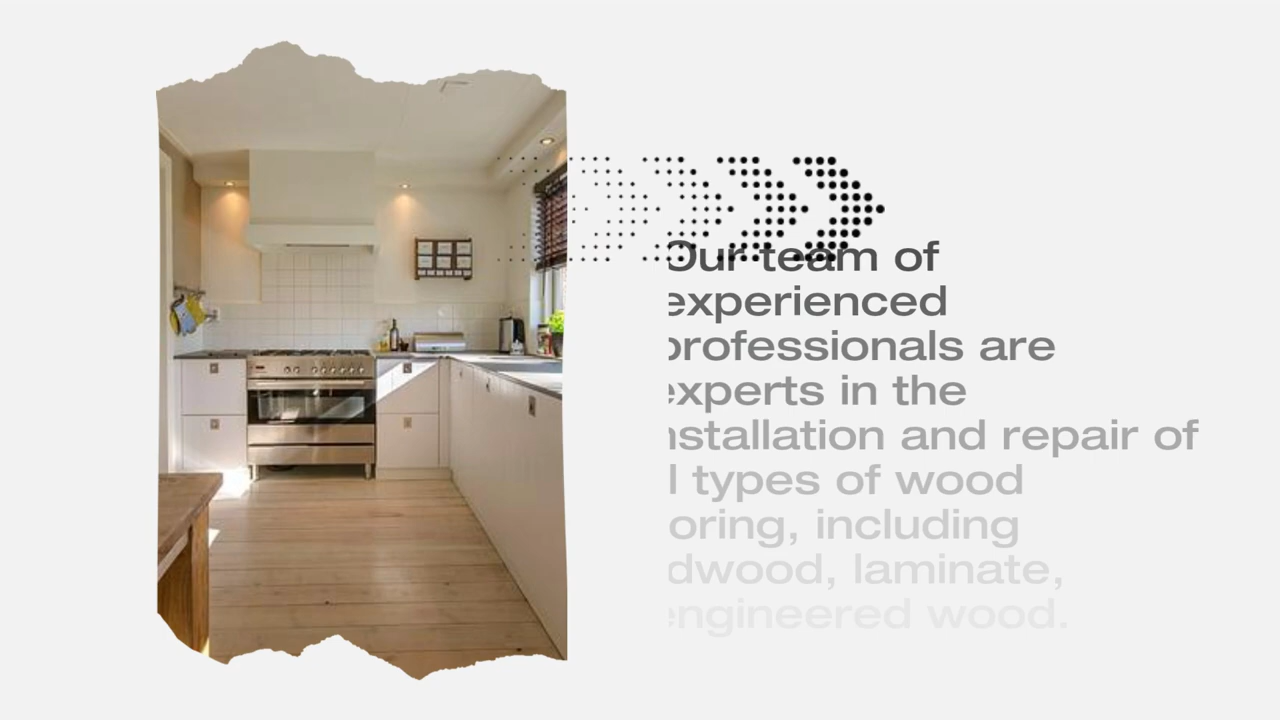 Our team of
experienced
professionals are
experts in the
nstallation and repair of
l types of wood
oring, including
dwood, laminate,
engineered wood.